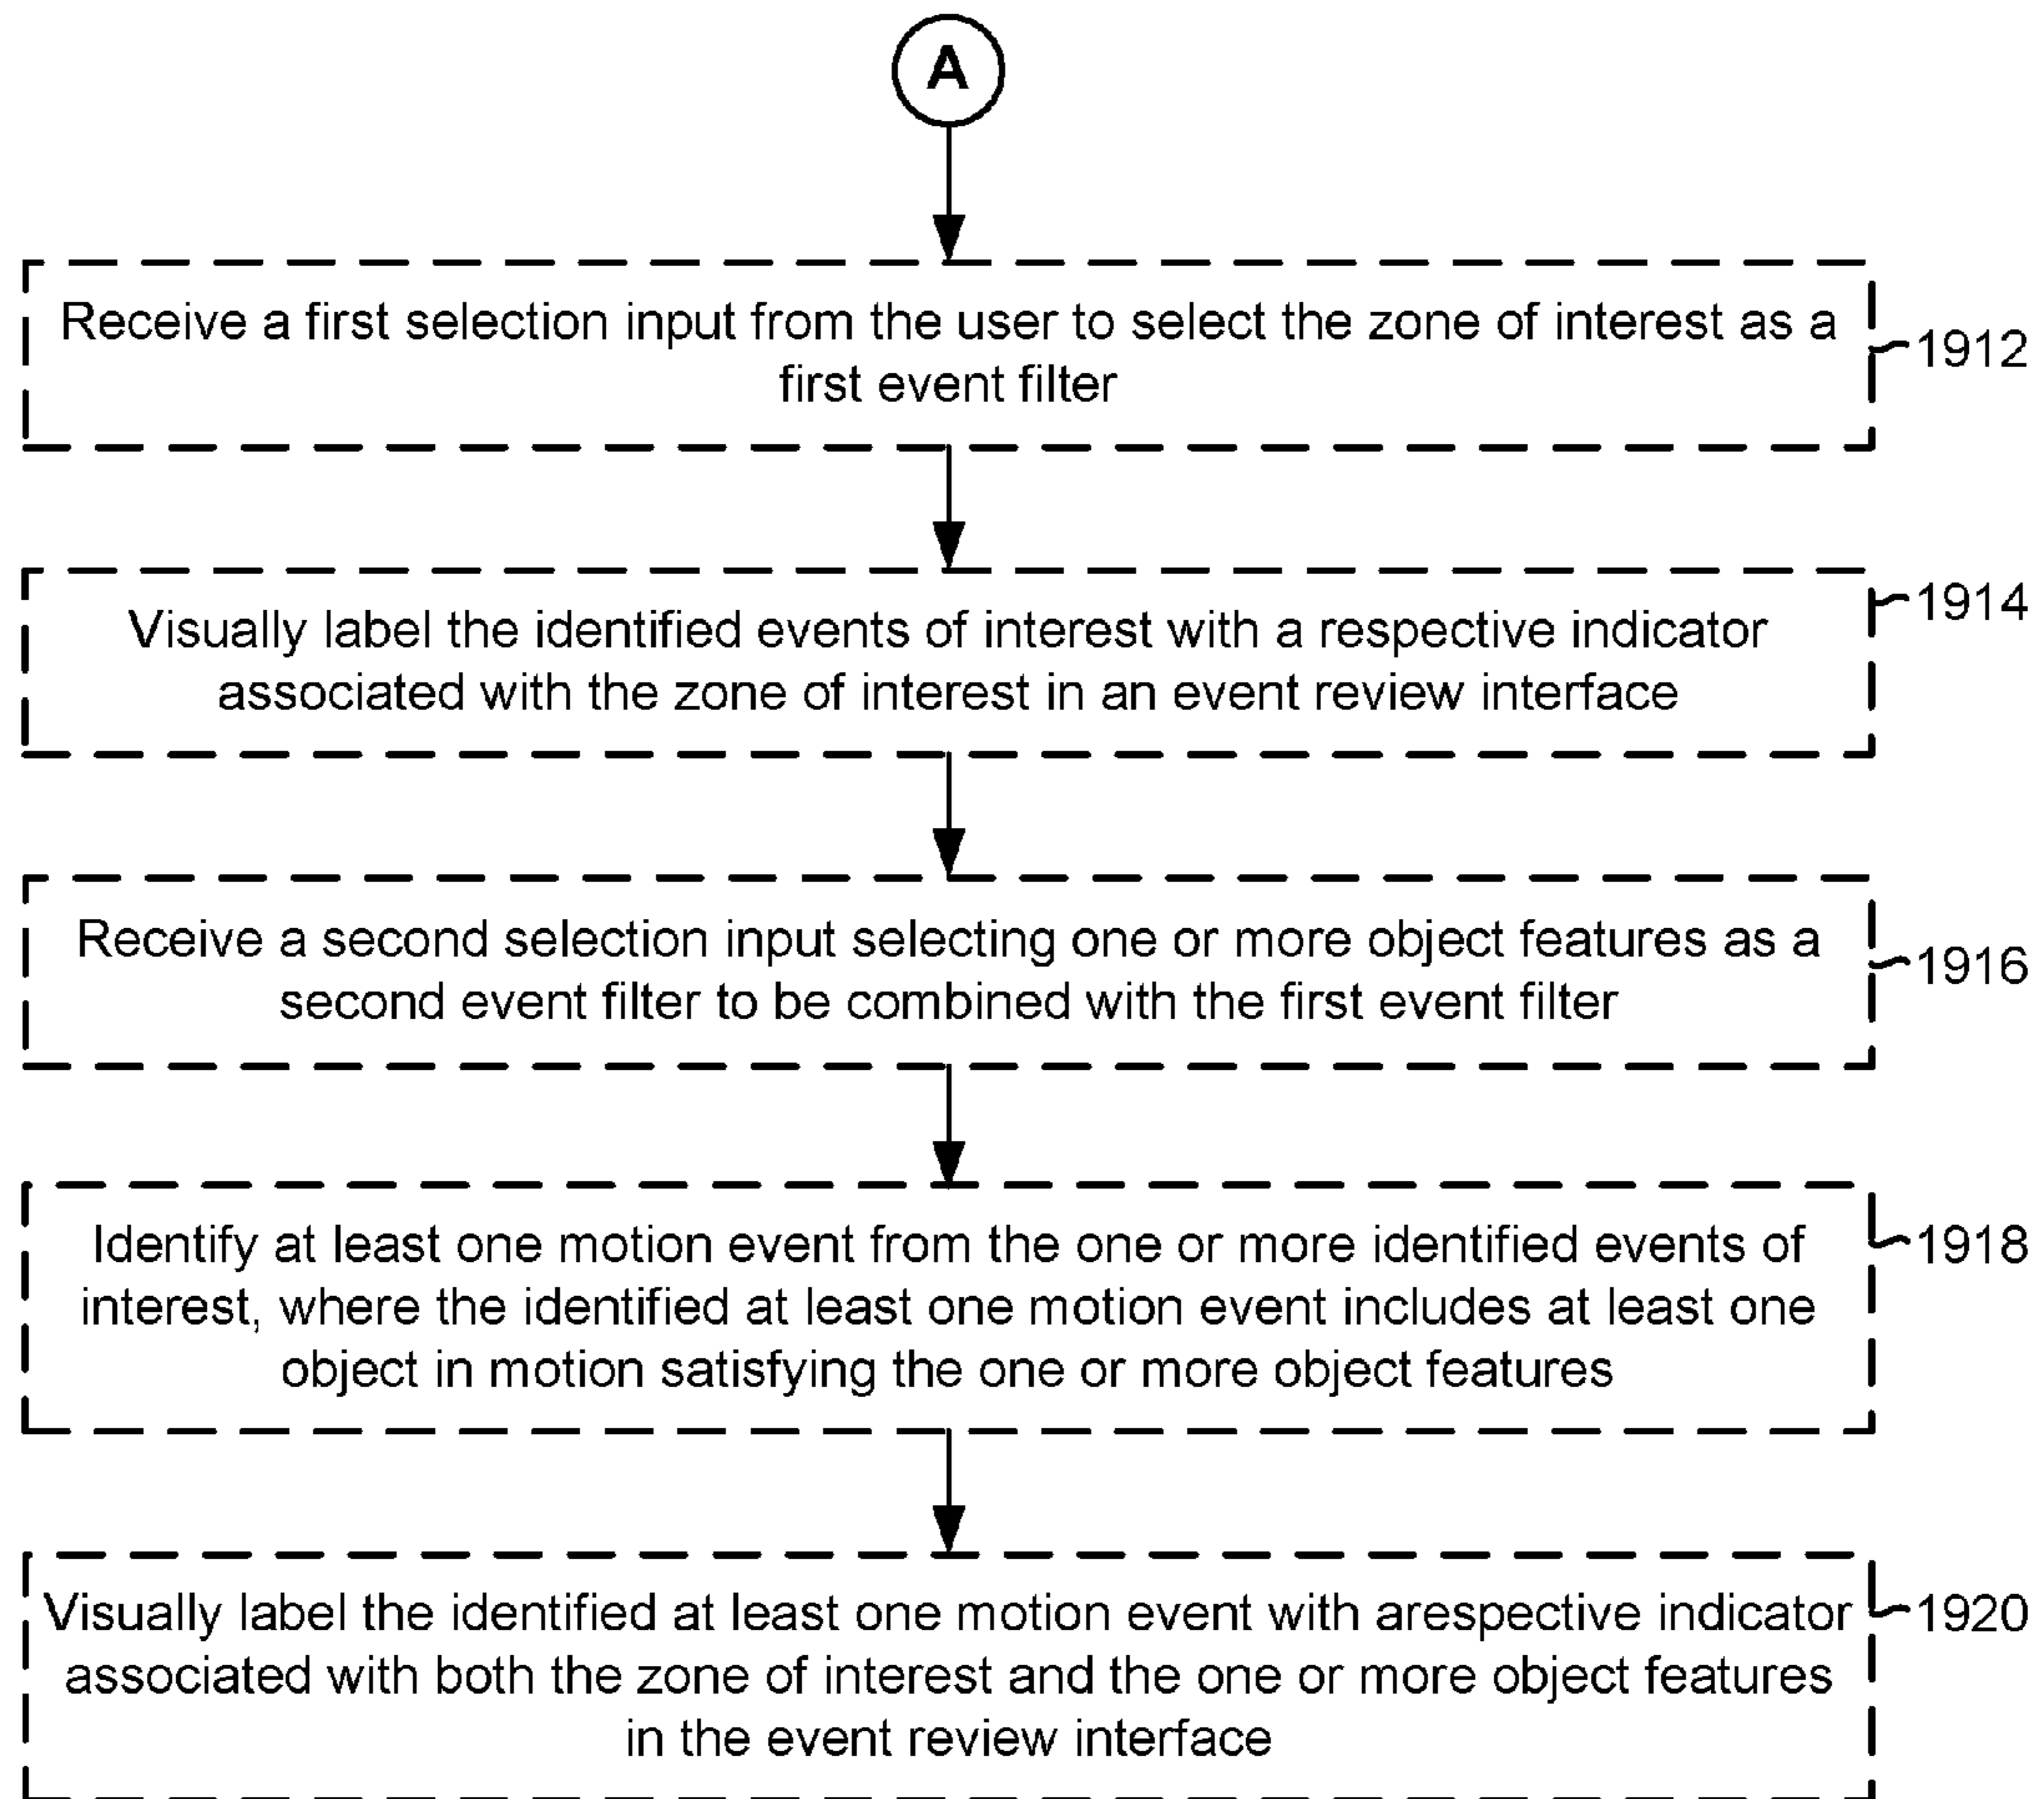 A
Receive a first selection input from the user to select the zone of interest as a
first event filter
1912
Visually label the identified events of interest with a respective indicator
associated with the zone of interest in an event review interface
1914
Receive a second selection input selecting one or more object features as a
second event filter to be combined with the first event filter
1916
Identify at least one motion event from the one or more identified events of
interest, where the identified at least one motion event includes at least one
object in motion satisfying the one or more object features
1918
Visually label the identified at least one motion event with arespective indicator
associated with both the zone of interest and the one or more object features
in the event review interface
1920